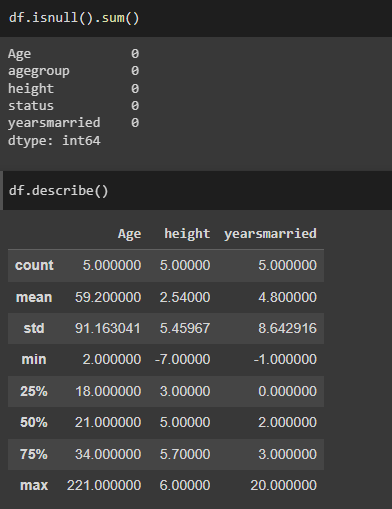 df.isnull().sum()
Age 0
agegroup 0
height 0
status 0
yearsmarried 0
dtype: int64
df.describe()
Age height yearsmarried
count 5.000000 5.00000 5.000000
mean 59.200000 2.54000 4.800000
std 91.163041 5.45967 8.642916
min 2.000000 -7.00000 -1.000000
25% 18.000000 3.00000 0.000000
50% 21.000000 5.00000 2.000000
75% 34.000000 5.70000 3.000000
max 221.000000 6.00000 20.000000